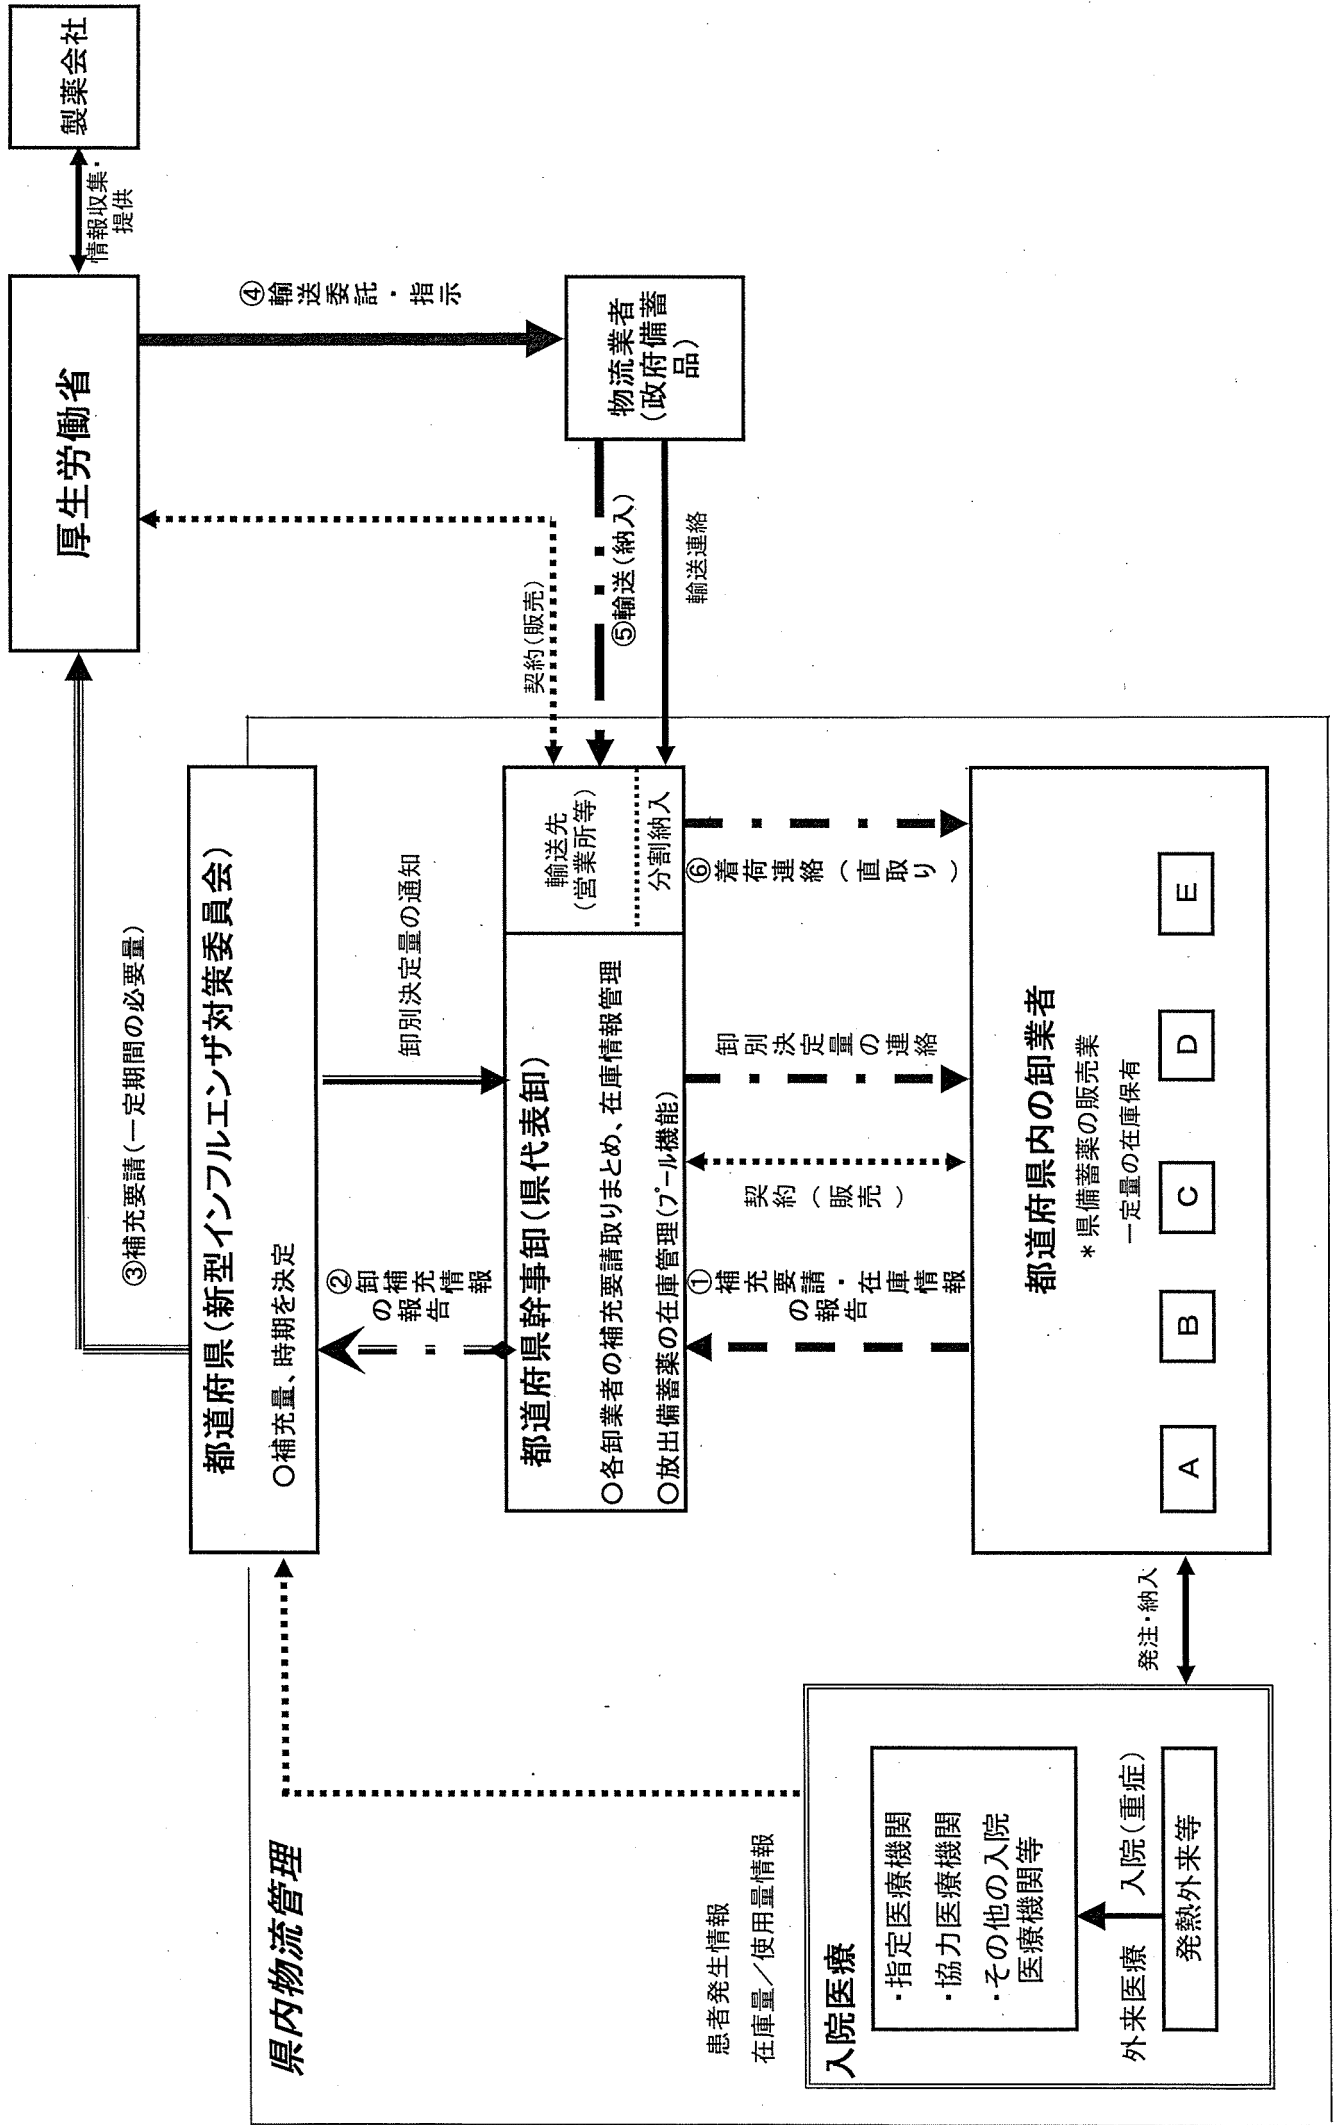 製薬会社
情報収集・
提供
厚生労働省
④輸送委託・指示
物流業者
(政府備蓄
品)
契約(販売)
⑤輸送(納入)
輸送連絡
③補充要請(一定期間の必要量)
県内物流管理
都道府県(新型インフルエンザ対策委員会)
○補充量、時期を決定
②卸補充情報
の報告
卸別決定量の通知
都道府県幹事卸(県代表卸)
○各卸業者の補充要請取りまとめ、在庫情報管理
○放出備蓄薬の在庫管理(プール機能)
輸送先
(営業所等)
分割納入
①補充要請・在庫情報
の報告
契約(販売)
卸別決定量の連絡
⑥着荷連絡(直取り)
都道府県内の卸業者
*県備蓄薬の販売業
一定量の在庫保有
A
B
C
D
E
発注・納入
患者発生情報
在庫量/使用量情報
入院医療
・指定医療機関
・協力医療機関
・その他の入院
医療機関等
外来医療
入院(重症)
発熱外来等